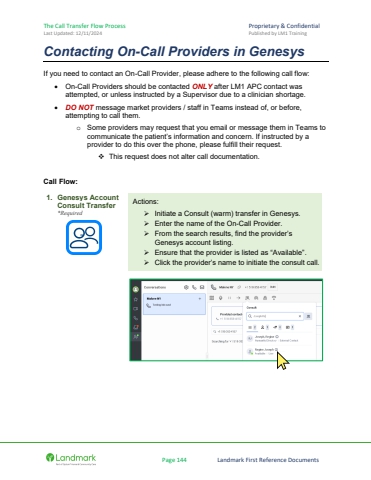 The Call Transfer Flow Process
Proprietary & Confidential
Last Updated: 12/11/2024
Published by LM1 Training
Contacting On-Call Providers in Genesys
If you need to contact an On-Call Provider, please adhere to the following call flow:
• On-Call Providers should be contacted ONLY after LM1 APC contact was
attempted, or unless instructed by a Supervisor due to a clinician shortage.
• DO NOT message market providers / staff in Teams instead of, or before,
attempting to call them.
o Some providers may request that you email or message them in Teams to
communicate the patient's information and concern. If instructed by a
provider to do this over the phone, please fulfill their request.
❖ This request does not alter call documentation.
Call Flow:
1. Genesys Account
Consult Transfer
*Required
Actions:
➤ Initiate a Consult (warm) transfer in Genesys.
➤ Enter the name of the On-Call Provider.
➤ From the search results, find the provider's
Genesys account listing.
➤ Ensure that the provider is listed as "Available".
➤ Click the provider's name to initiate the consult call.
Conversations
Consult
Landmark
Page 144
Landmark First Reference Documents